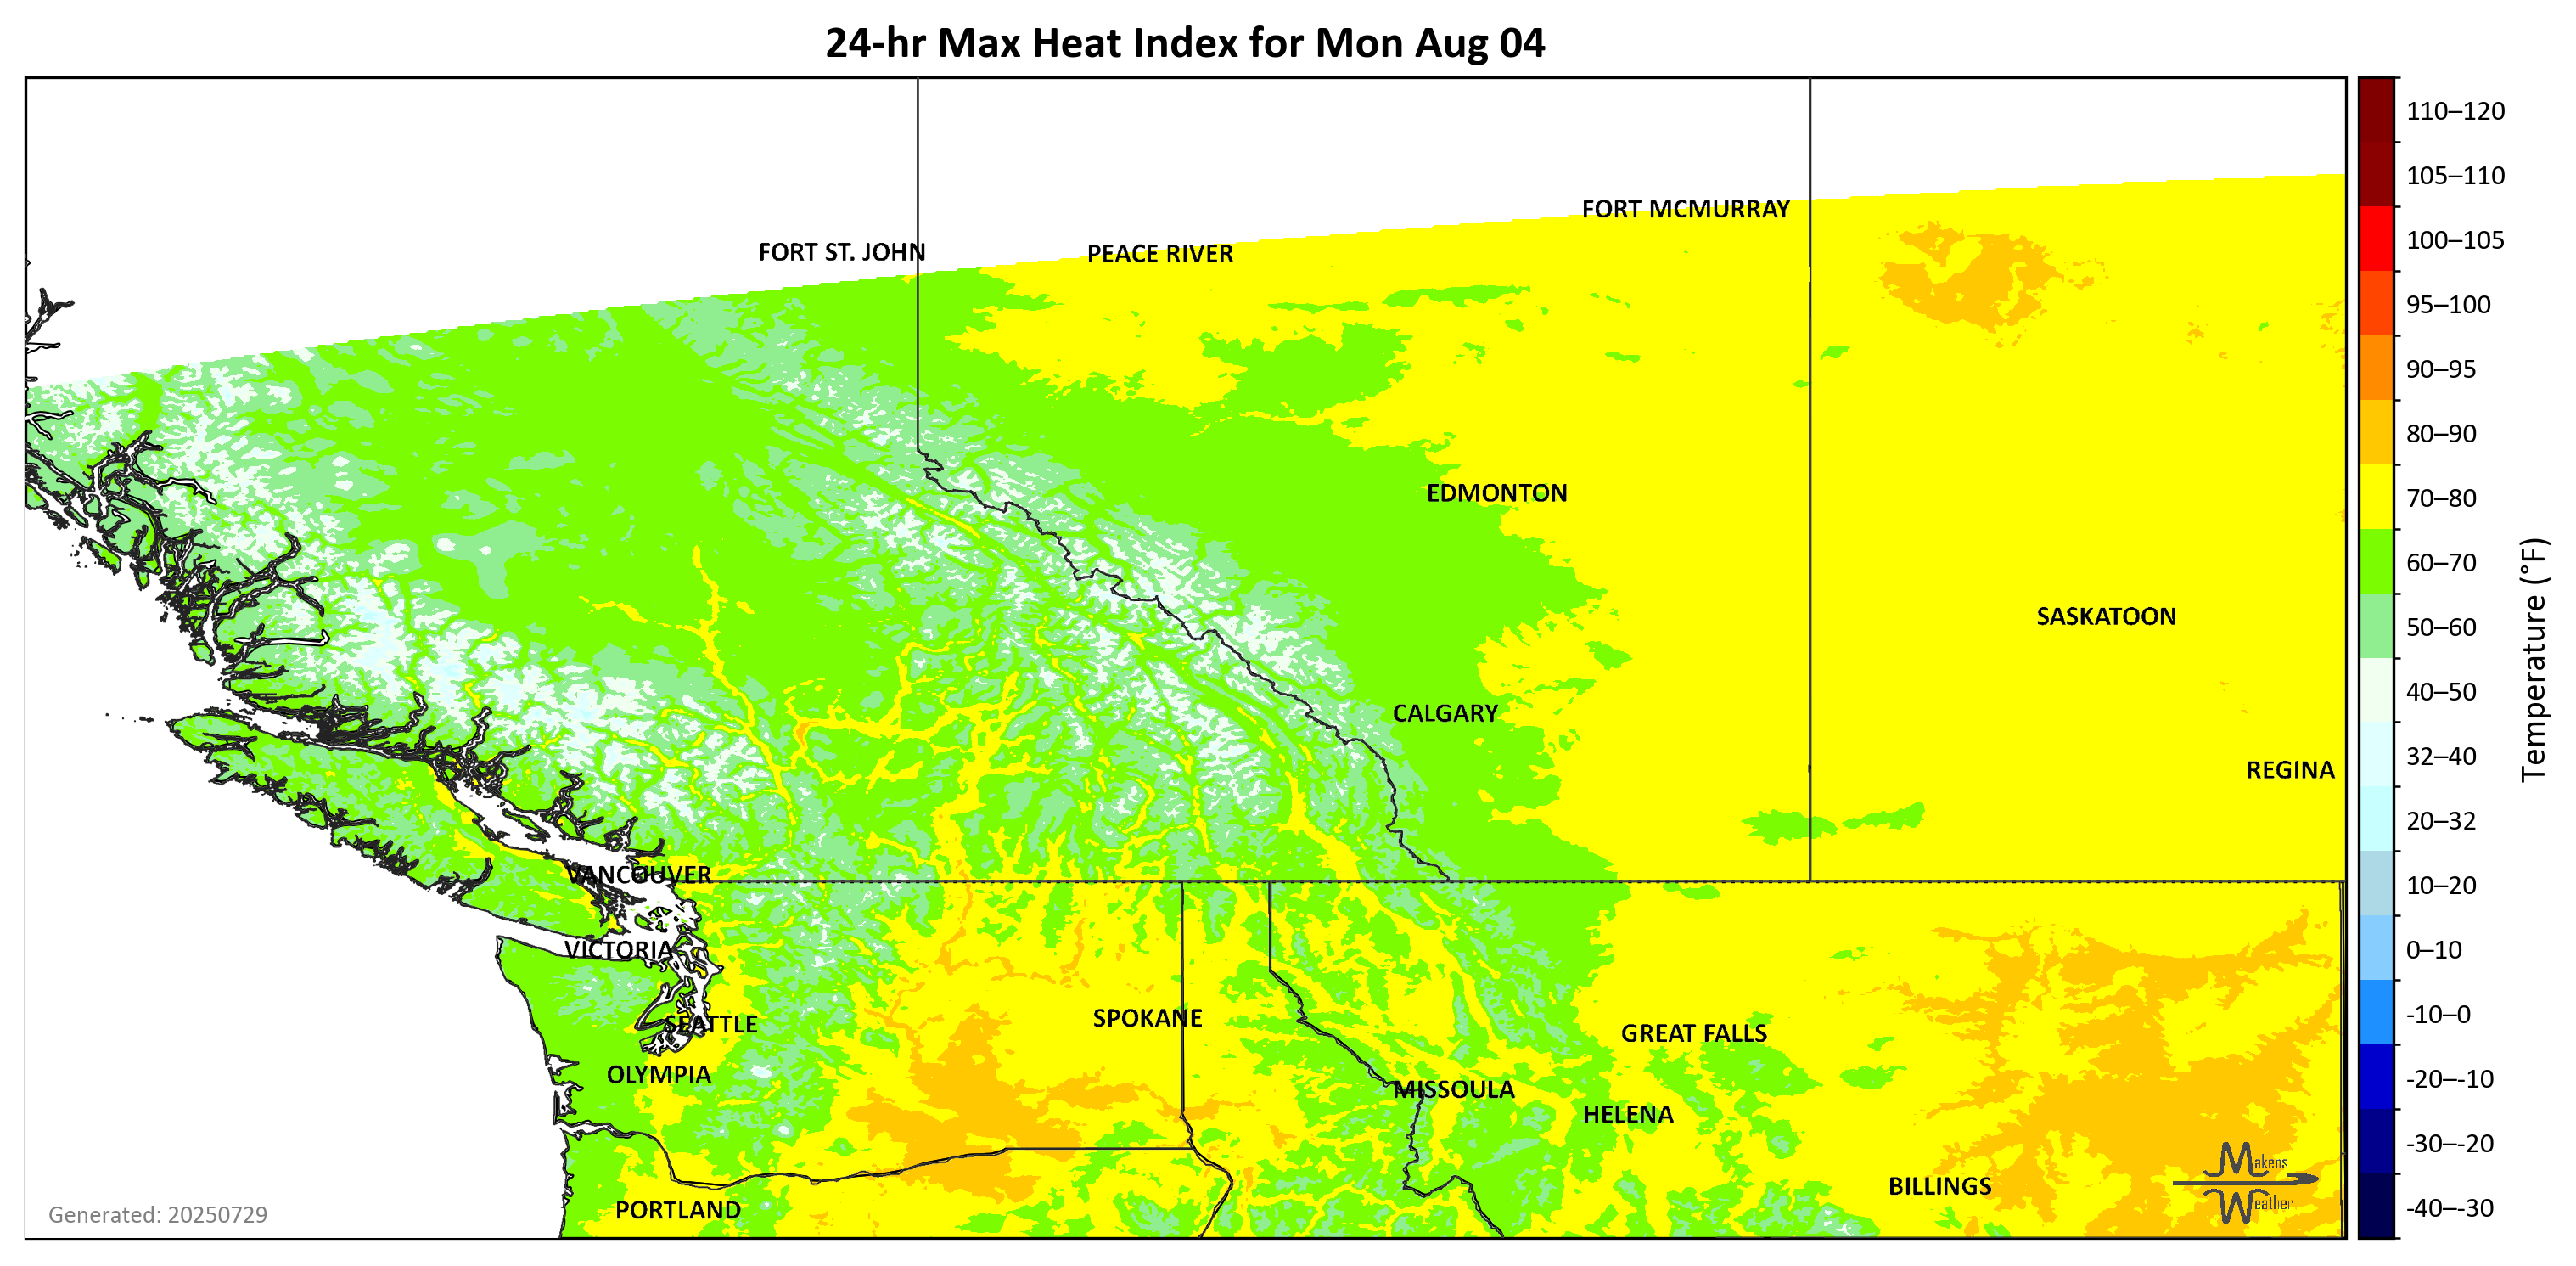 24-hr Max Heat Index for Mon Aug 04
FORT MCMURRAY
FORT ST. JOHN
PEACE RIVER
EDMONTON
SASKATOON
CALGARY
REGINA
VANCOUVER
VICTORIA
SEATTLE
SPOKANE
GREAT FALLS
OLYMPIA
MISSOULA
HELENA
BILLINGS
PORTLAND
Makens
Weather
Generated: 20250729
110–120
105–110
100–105
95–100
90–95
80–90
70–80
60–70
50–60
40–50
32–40
20–32
10–20
0–10
-10–0
-20–-10
-30–-20
-40–-30
Temperature (°F)